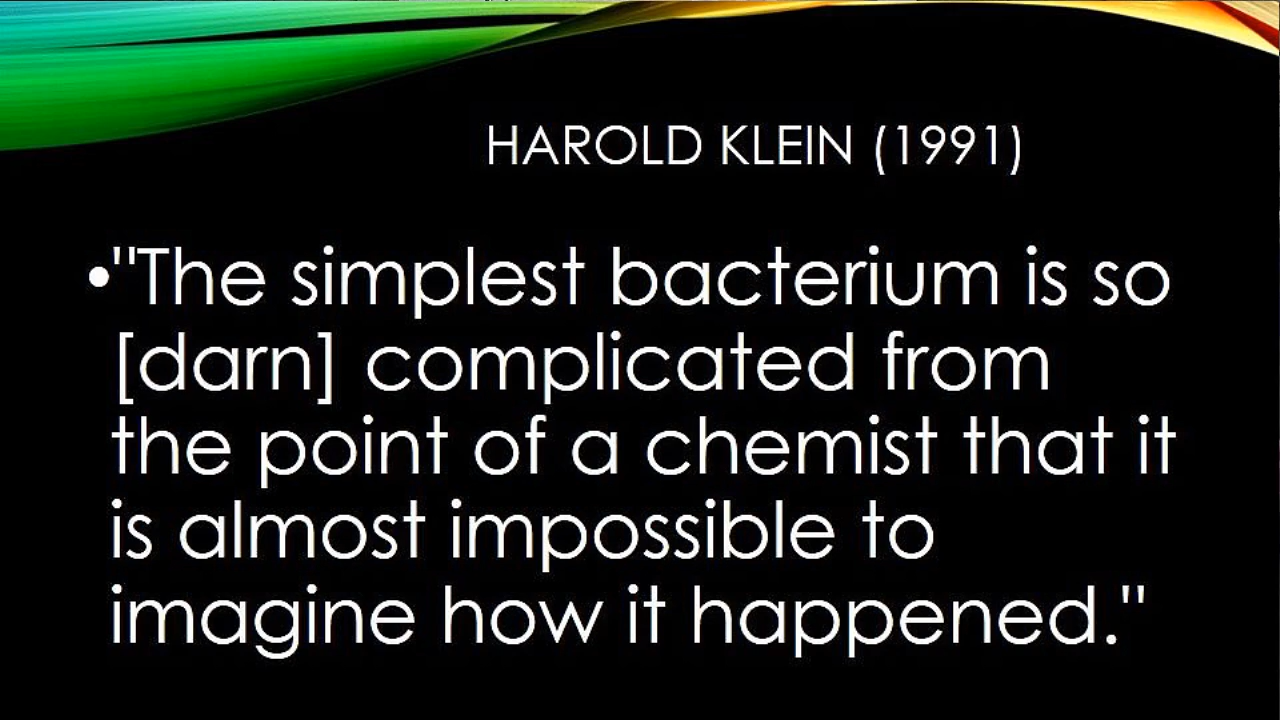 HAROLD KLEIN (1991)
•"The simplest bacterium is so
[darn] complicated from
the point of a chemist that it
is almost impossible to
imagine how it happened."